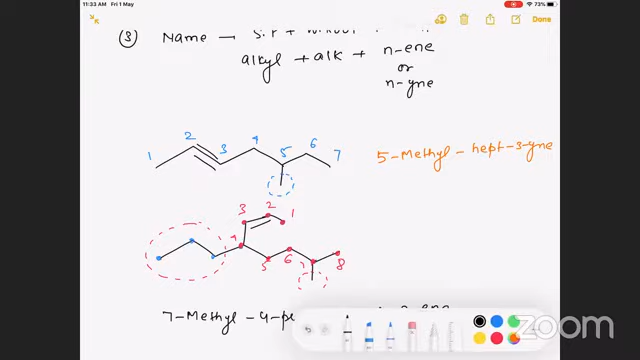 11:33 AM Fri 1 May
73%
Done
(3) Name → S.P + +
alkyl + alk + n-ene
or
n-yne
1 2 3 4 5 6 7
5-Methyl-hept-3-yne
3 2 1
4 5 6 8
7-Methyl-4-p
zoom